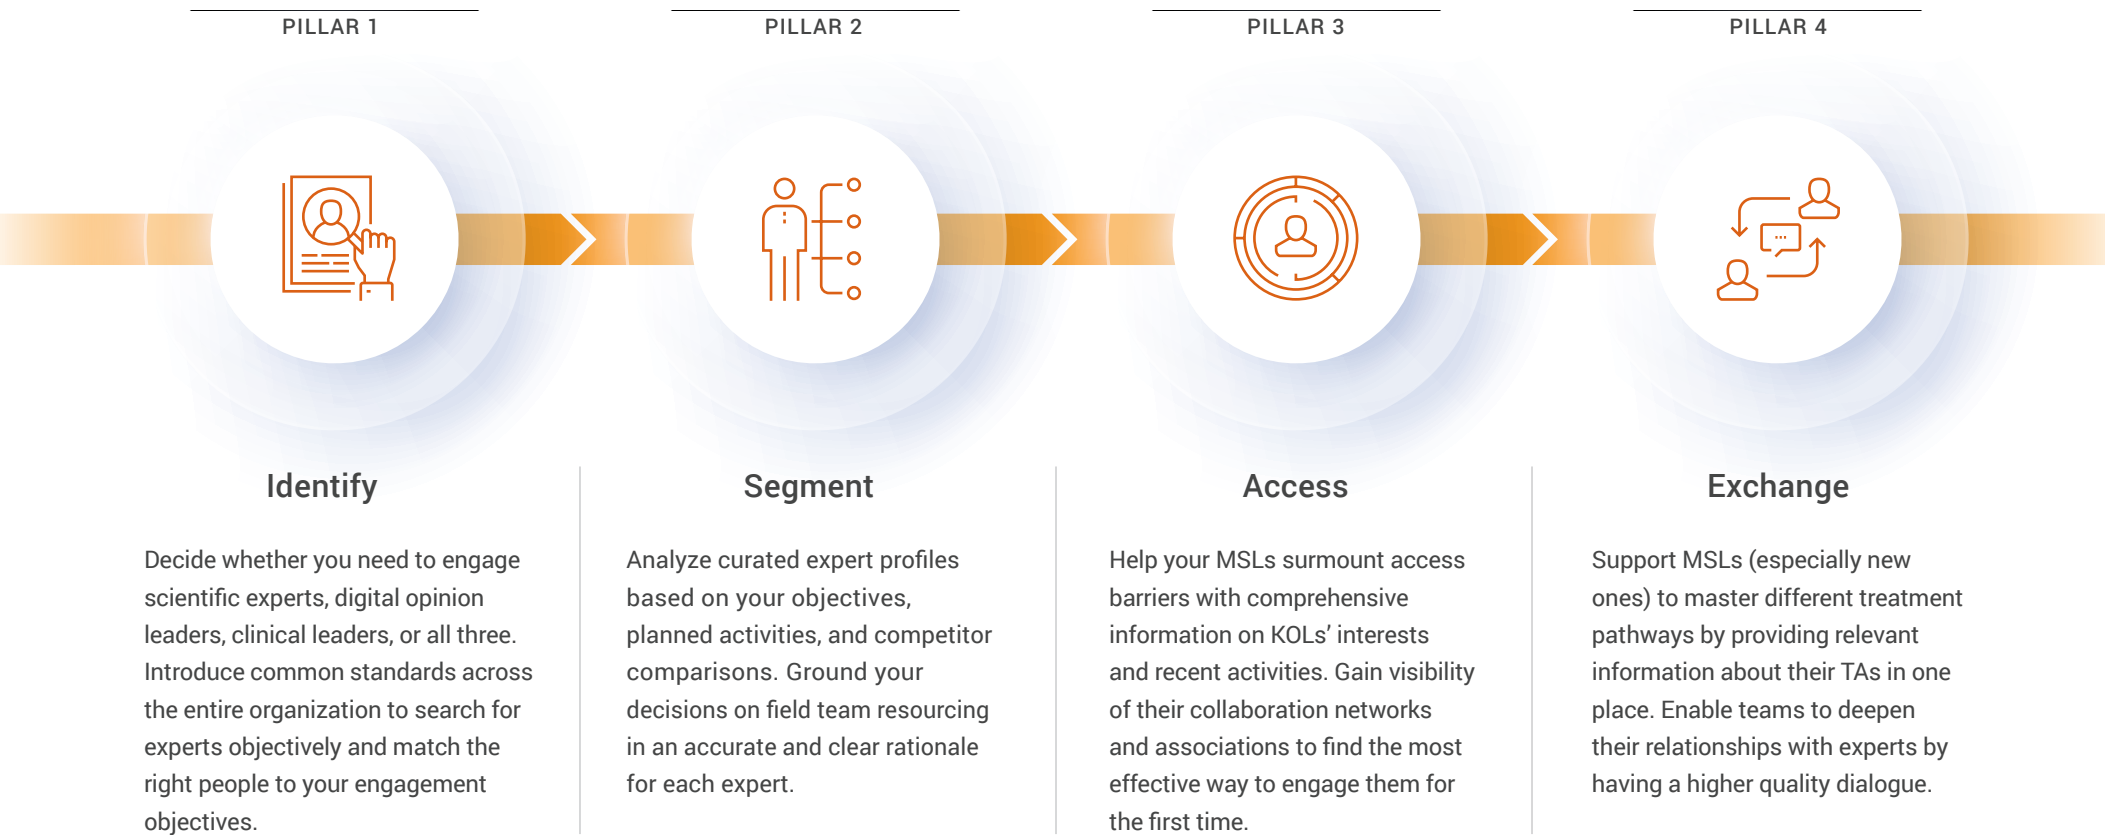 PILLAR 1
PILLAR 2
PILLAR 3
PILLAR 4
Identify
Decide whether you need to engage
scientific experts, digital opinion
leaders, clinical leaders, or all three.
Introduce common standards across
the entire organization to search for
experts objectively and match the
right people to your engagement
objectives.
Segment
Analyze curated expert profiles
based on your objectives,
planned activities, and competitor
comparisons. Ground your
decisions on field team resourcing
in an accurate and clear rationale
for each expert.
Access
Help your MSLs surmount access
barriers with comprehensive
information on KOLs’ interests
and recent activities. Gain visibility
of their collaboration networks
and associations to find the most
effective way to engage them for
the first time.
Exchange
Support MSLs (especially new
ones) to master different treatment
pathways by providing relevant
information about their TAs in one
place. Enable teams to deepen
their relationships with experts by
having a higher quality dialogue.